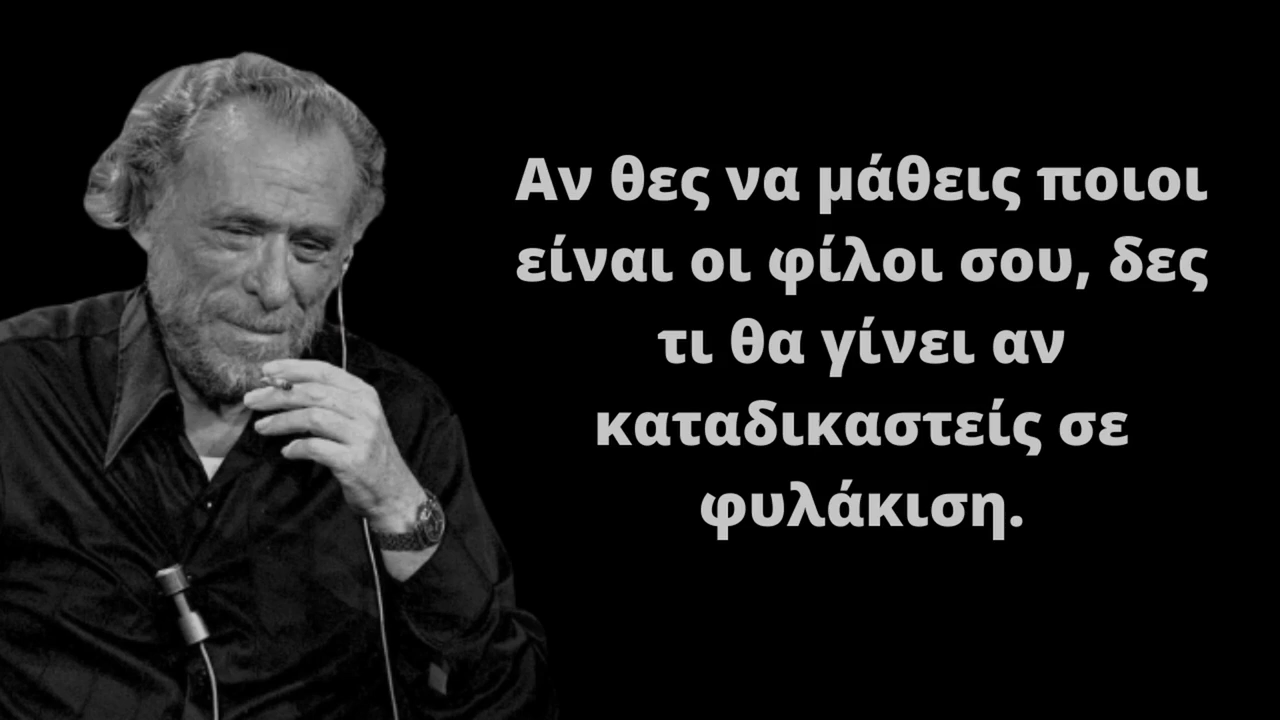 Αν θες να μάθεις ποιοι
είναι οι φίλοι σου, δες
τι θα γίνει αν
καταδικαστείς σε
φυλάκιση.